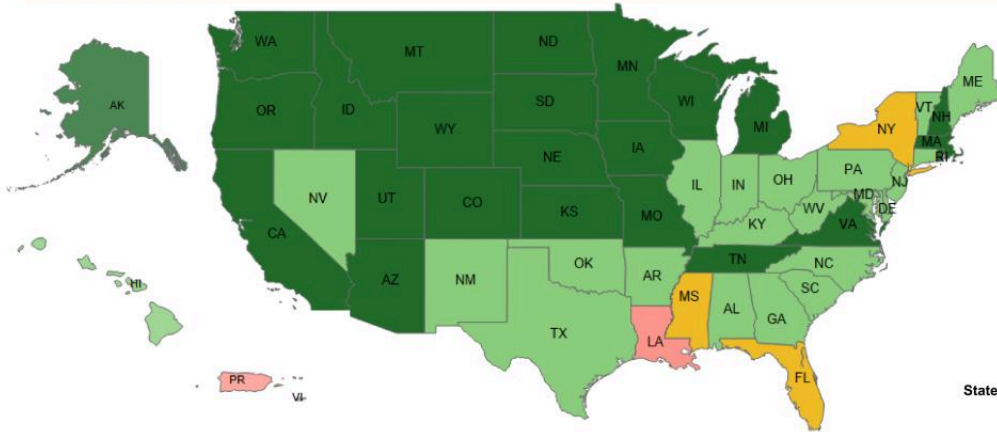 WA
MT
ND
MN
ME
AK
OR
ID
SD
WI
VT
NH
WY
MI
NY
MA
RI
NE
IA
PA
NV
UT
CO
IL
IN
OH
NJ
MD
DE
KS
MO
WV
VA
CA
KY
AZ
NM
OK
AR
TN
NC
SC
HI
TX
MS
AL
GA
LA
PR
FL
VI
State